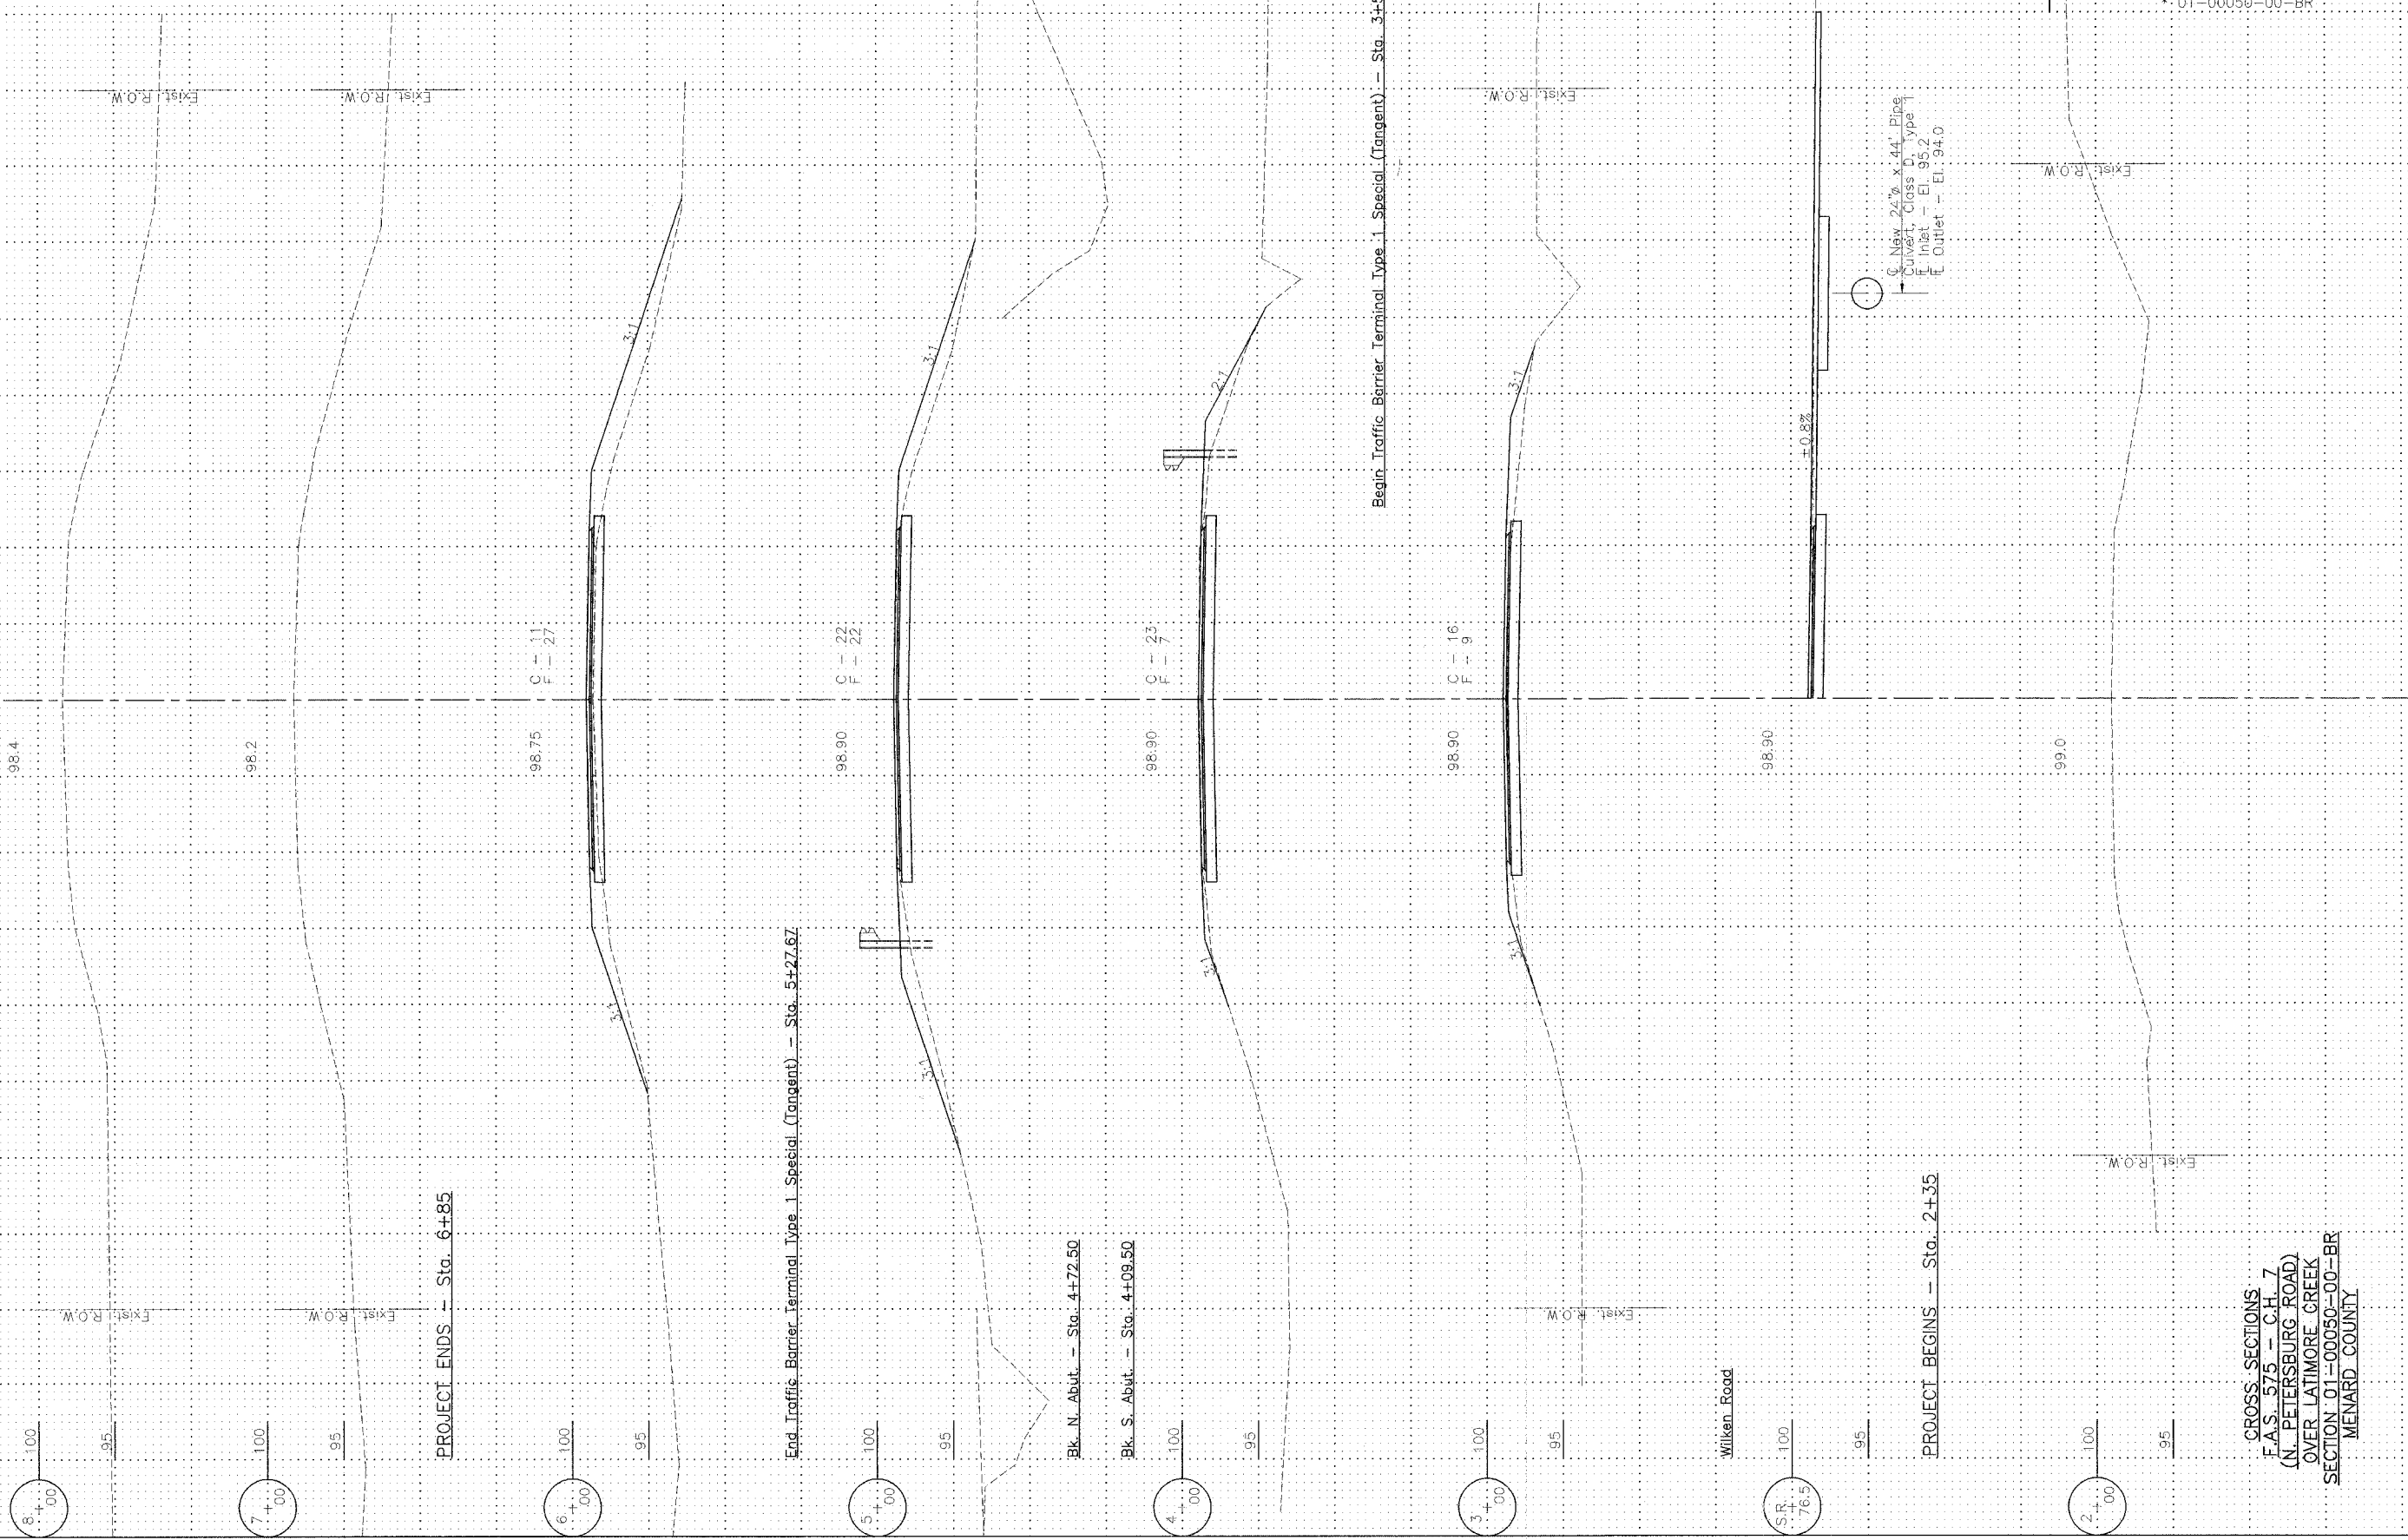 8+00
100
95
98.4
Exist. R.O.W.
Exist. R.O.W.
7+00
100
95
98.2
Exist. R.O.W.
Exist. R.O.W.
PROJECT ENDS - Sta. 6+85
6+00
100
95
98.75
C - 11
F - 27
3:1
3:1
End Traffic Barrier Terminal Type 1 Special (Tangent) - Sta. 5+27.67
5+00
100
95
98.90
C - 22
F - 22
3:1
3:1
Bk. N. Abut. - Sta. 4+72.50
Bk. S. Abut. - Sta. 4+09.50
4+00
100
95
98.90
C - 23
F - 7
3:1
2:1
Begin Traffic Barrier Terminal Type 1 Special (Tangent) - Sta. 3+5
3+00
100
95
98.90
C - 16
F - 9
3:1
3:1
Exist. R.O.W.
Exist. R.O.W.
Wilken Road
S.R.
+
76.5
100
95
98.90
±0.8%
℄ New 24"ø x 44' Pipe
Culvert, Class D, Type 1
FL Inlet - El. 95.2
FL Outlet - El. 94.0
PROJECT BEGINS - Sta. 2+35
2+00
100
95
99.0
Exist. R.O.W.
Exist. R.O.W.
CROSS SECTIONS
F.A.S. 575 - C.H. 7
(N. PETERSBURG ROAD)
OVER LATIMORE CREEK
SECTION 01-00050-00-BR
MENARD COUNTY
* 01-00050-00-BR